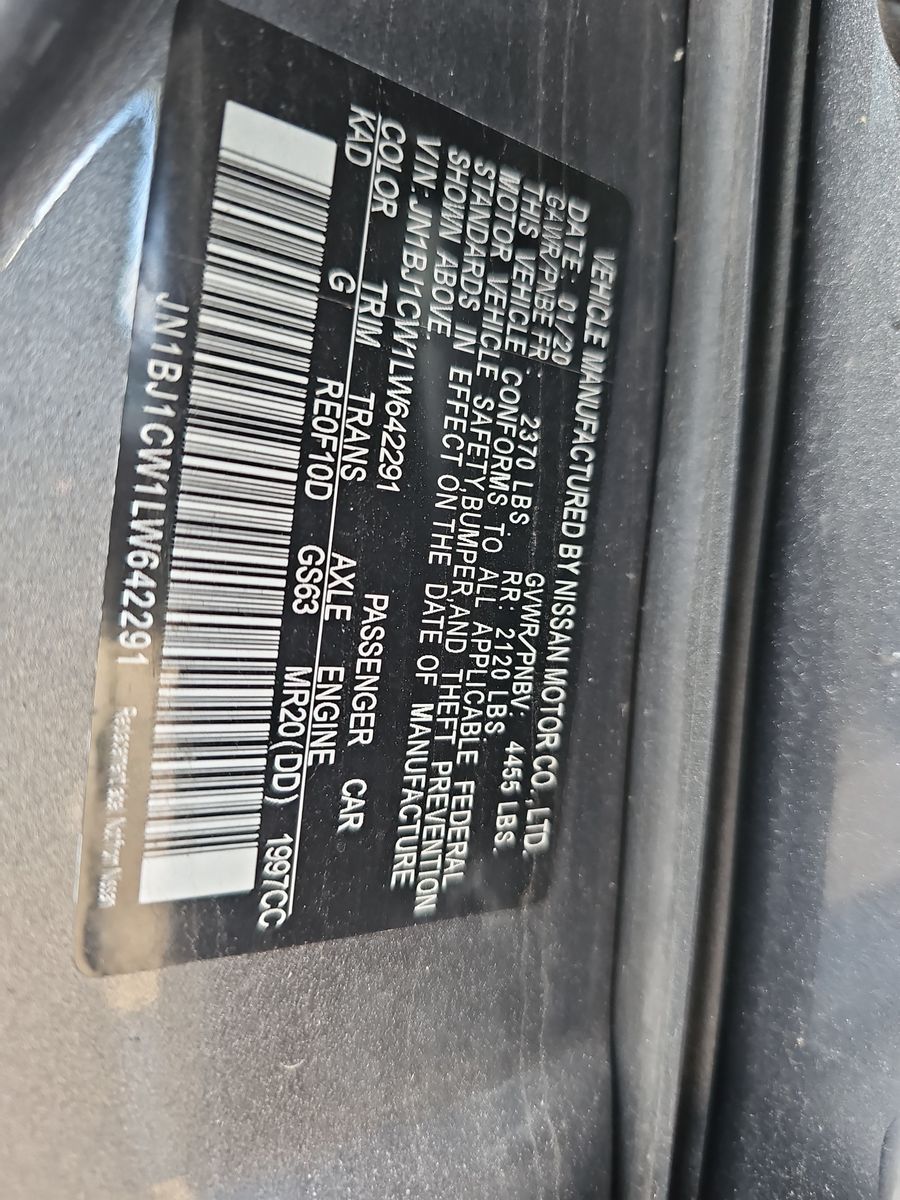 VEHICLE MANUFACTURED BY NISSAN MOTOR CO., LTD.
DATE: 01/20 GVWR/PNBV: 4455 LBS.
GAWR/PNBE FR: 2370 LBS. RR: 2120 LBS.
THIS VEHICLE CONFORMS TO ALL APPLICABLE FEDERAL
MOTOR VEHICLE SAFETY,BUMPER,AND THEFT PREVENTION
STANDARDS IN EFFECT ON THE DATE OF MANUFACTURE
SHOWN ABOVE.
VIN: JN1BJ1CW1LW642291 PASSENGER CAR
COLOR TRIM TRANS AXLE ENGINE
KAD G RE0F10D GS63 MR20(DD) 1997CC
JN1BJ1CW1LW642291